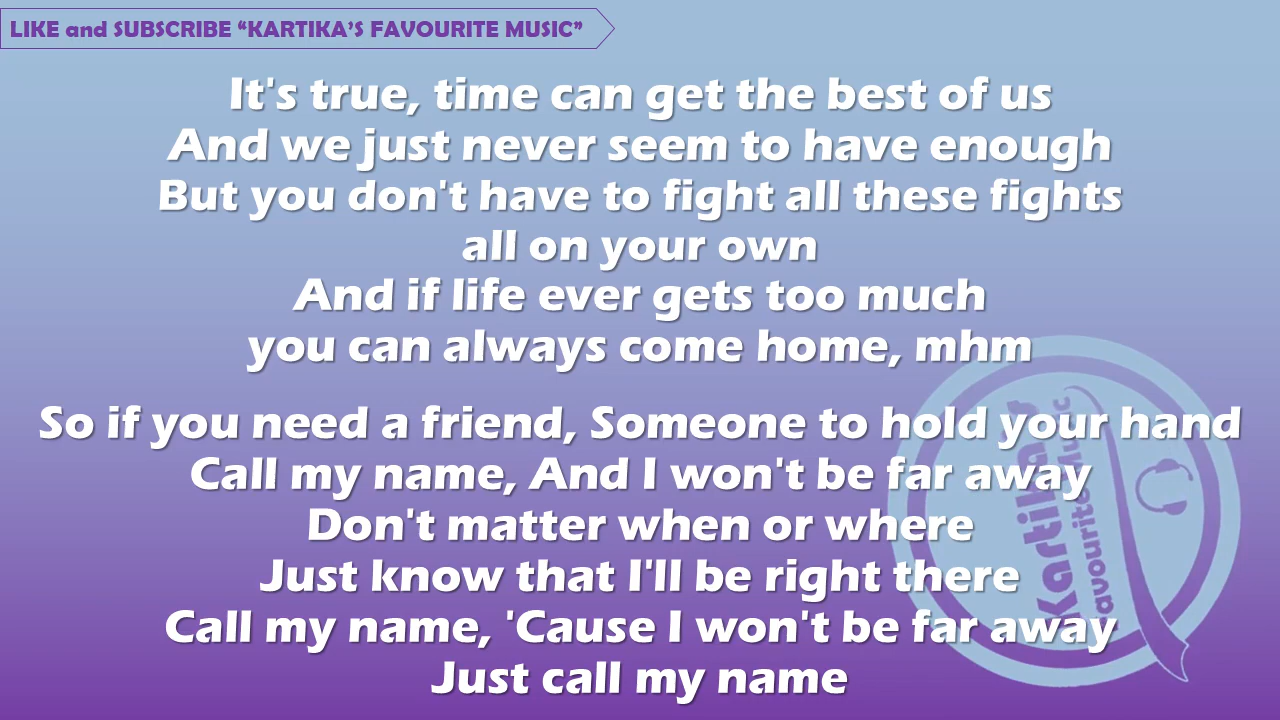 LIKE and SUBSCRIBE “KARTIKA’S FAVOURITE MUSIC”
It's true, time can get the best of us
And we just never seem to have enough
But you don't have to fight all these fights
all on your own
And if life ever gets too much
you can always come home, mhm
So if you need a friend, Someone to hold your hand
Call my name, And I won't be far away
Don't matter when or where
Just know that I'll be right there
Call my name, 'Cause I won't be far away
Just call my name
Kartika's
Favourite Music